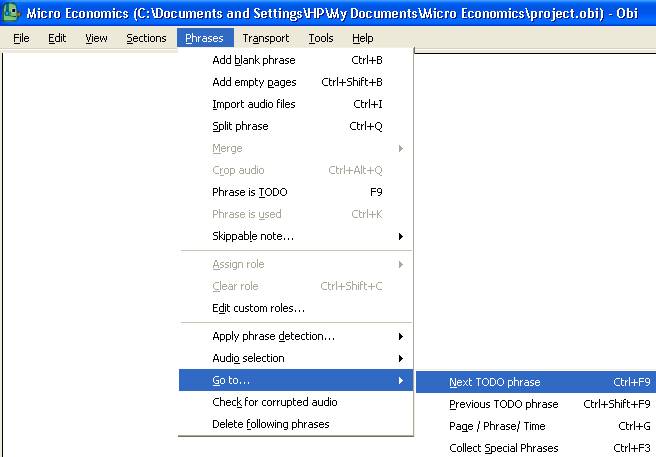 Micro Economics (C:\Documents and Settings\HP\My Documents\Micro Economics\project.obi) - Obi
File Edit View Sections Phrases Transport Tools Help
Add blank phrase Ctrl+B
Add empty pages Ctrl+Shift+B
Import audio files Ctrl+I
Split phrase Ctrl+Q
Merge
Crop audio Ctrl+Alt+Q
Phrase is TODO F9
Phrase is used Ctrl+K
Skippable note...
Assign role
Clear role Ctrl+Shift+C
Edit custom roles...
Apply phrase detection...
Audio selection
Go to...
Check for corrupted audio
Delete following phrases
Next TODO phrase Ctrl+F9
Previous TODO phrase Ctrl+Shift+F9
Page / Phrase/ Time Ctrl+G
Collect Special Phrases Ctrl+F3